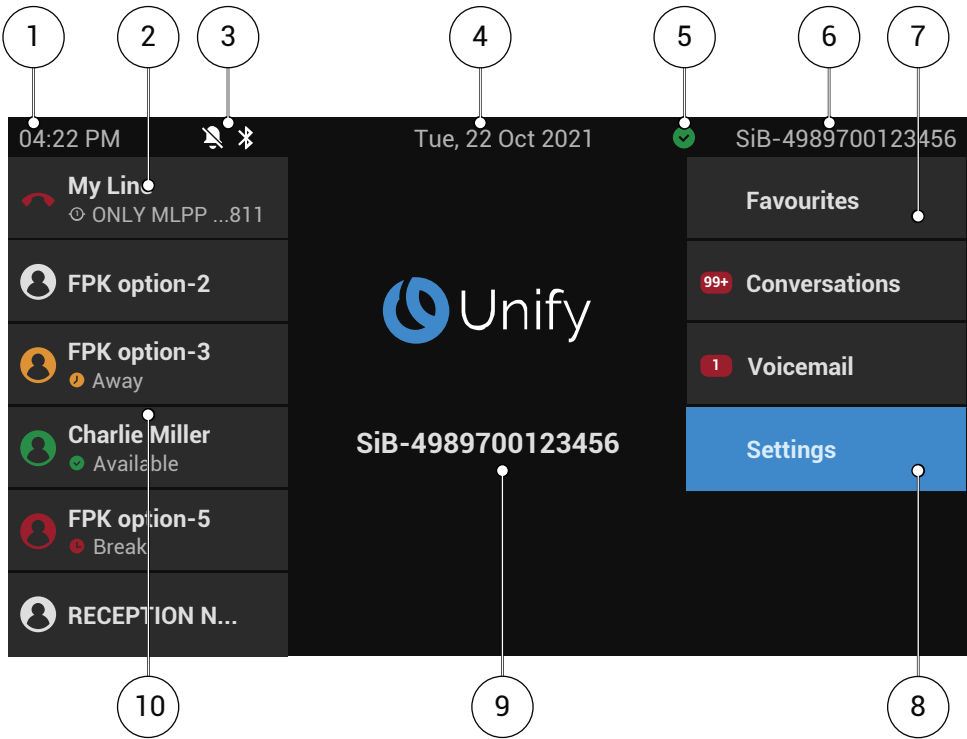 1 2 3 4 5 6 7
04:22 PM Tue, 22 Oct 2021 SiB-4989700123456
My Line
ONLY MLPP ...811
FPK option-2
FPK option-3
Away
Charlie Miller
Available
FPK option-5
Break
RECEPTION N...
Unify
SiB-4989700123456
Favourites
99+ Conversations
1 Voicemail
Settings
10 9 8